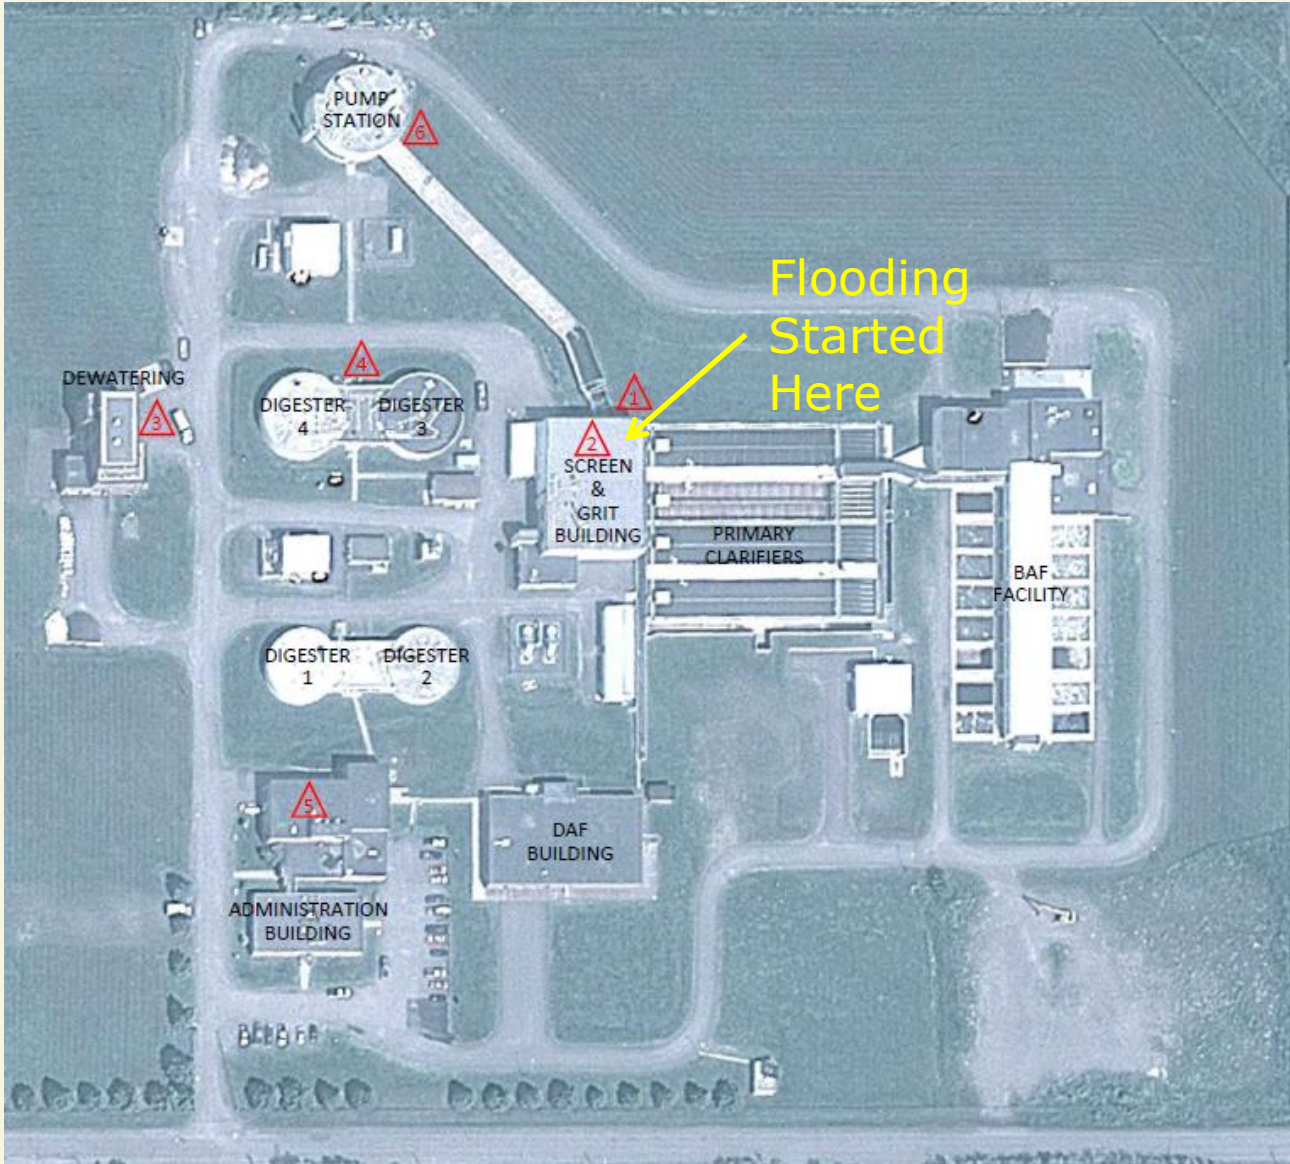 PUMP
STATION
6
Flooding
Started
Here
4
DEWATERING
3
DIGESTER
4
DIGESTER
3
1
2
SCREEN
&
GRIT
BUILDING
PRIMARY
CLARIFIERS
BAF
FACILITY
DIGESTER
1
DIGESTER
2
5
DAF
BUILDING
ADMINISTRATION
BUILDING